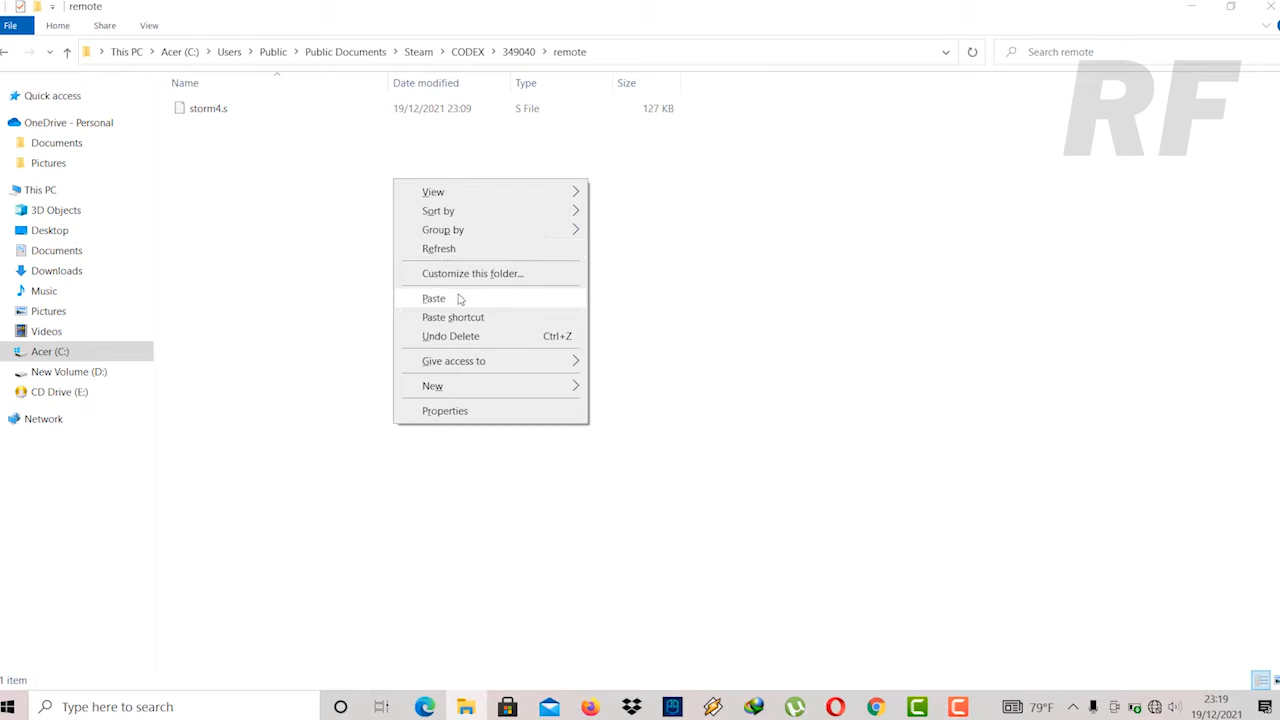 remote
File Home Share View
This PC Acer (C:) Users Public Public Documents Steam CODEX 349040 remote Search remote
Name Date modified Type Size
storm4.s 19/12/2021 23:09 S File 127 KB
RF
Quick access
OneDrive - Personal
Documents
Pictures
This PC
3D Objects
Desktop
Documents
Downloads
Music
Pictures
Videos
Acer (C:)
New Volume (D:)
CD Drive (E:)
Network
View
Sort by
Group by
Refresh
Customize this folder...
Paste
Paste shortcut
Undo Delete Ctrl+Z
Give access to
New
Properties
1 item
Type here to search
79°F
23:19
19/12/2021